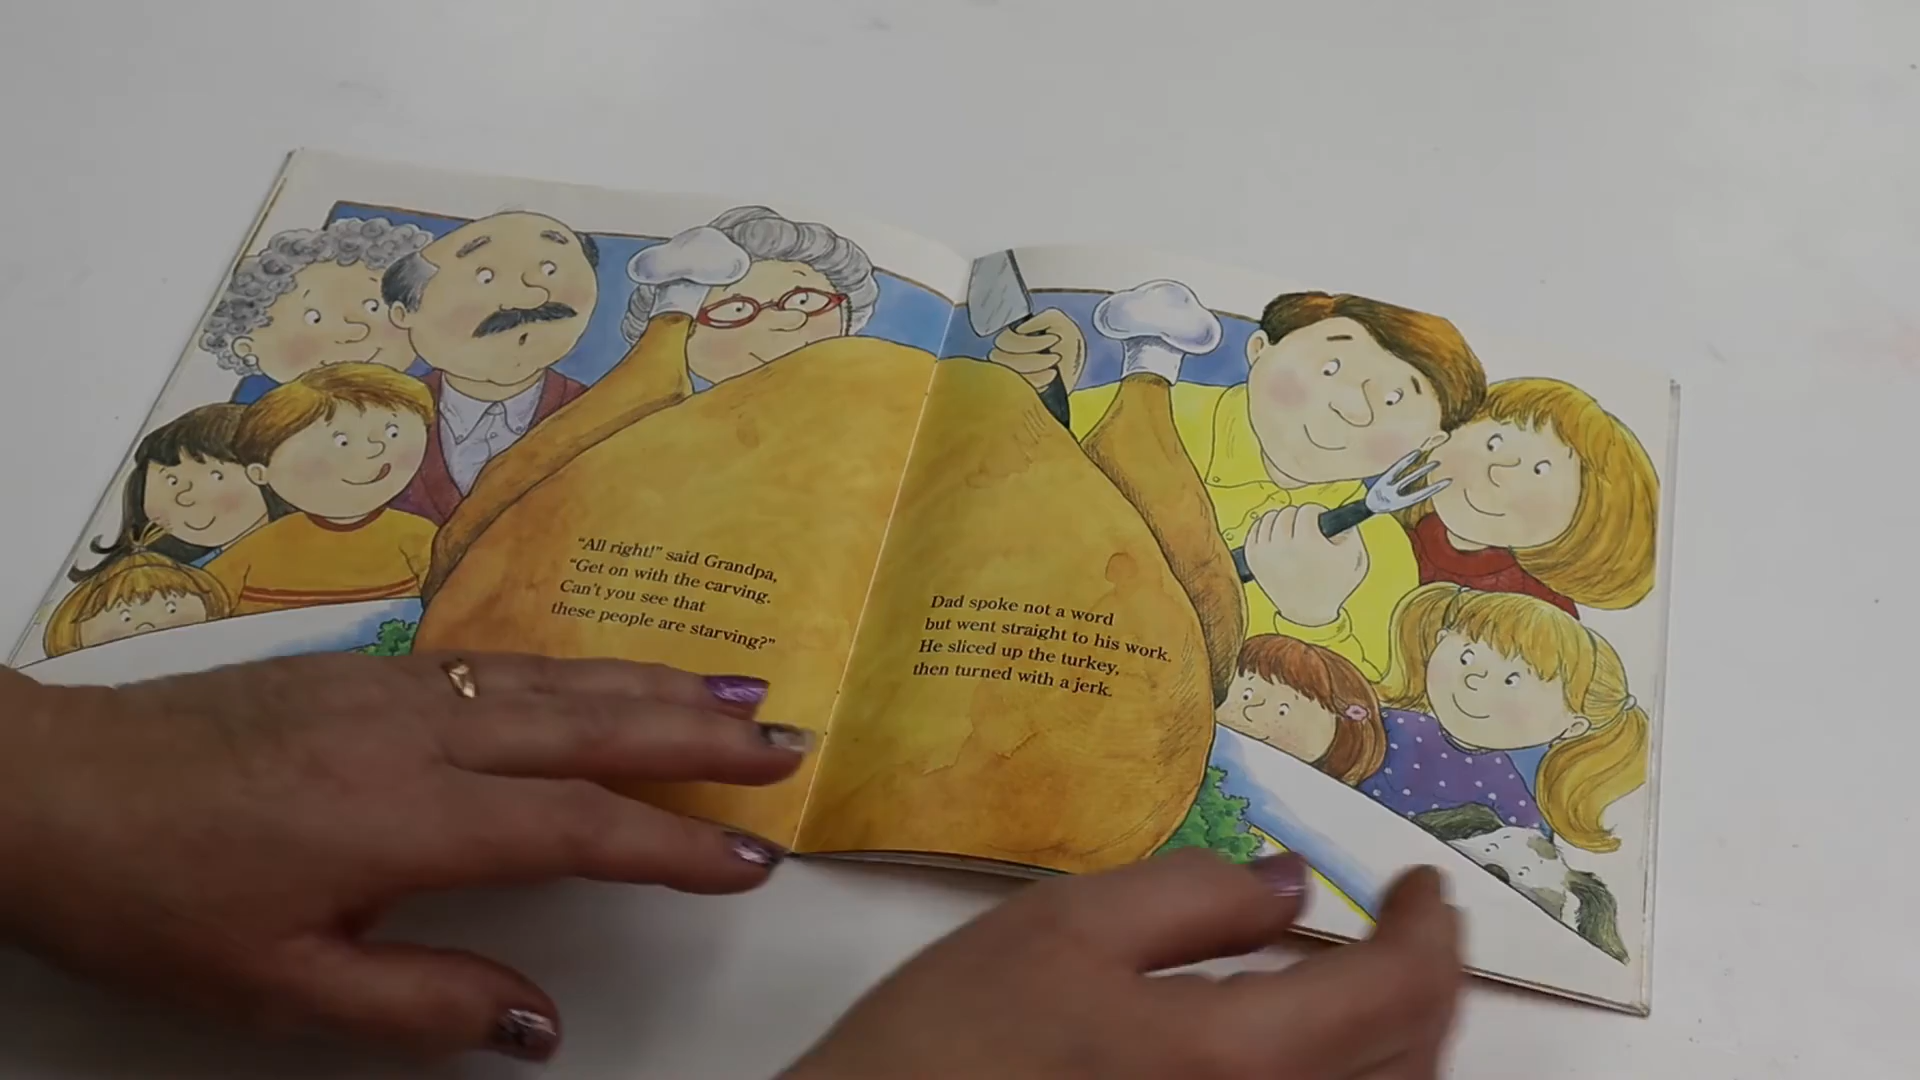 “All right!” said Grandpa,
“Get on with the carving.
Can't you see that
these people are starving?”
Dad spoke not a word
but went straight to his work.
He sliced up the turkey,
then turned with a jerk.